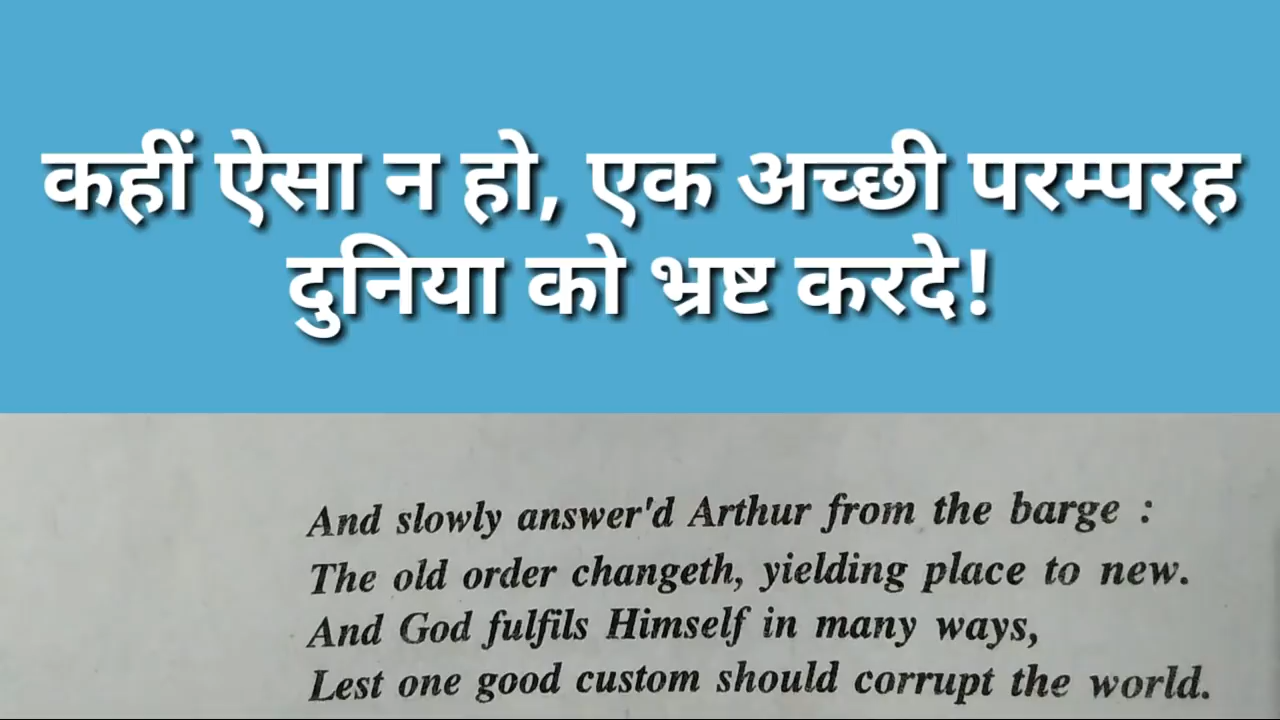 कहीं ऐसा न हो, एक अच्छी परम्परह
दुनिया को भ्रष्ट करदे!
And slowly answer'd Arthur from the barge :
The old order changeth, yielding place to new.
And God fulfils Himself in many ways,
Lest one good custom should corrupt the world.